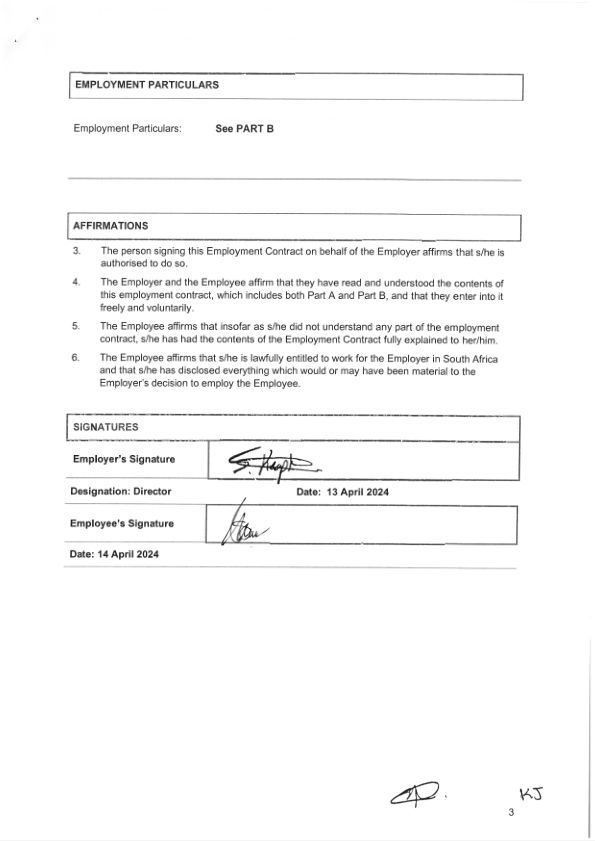 EMPLOYMENT PARTICULARS
Employment Particulars: See PART B
AFFIRMATIONS
3. The person signing this Employment Contract on behalf of the Employer affirms that s/he is
authorised to do so.
4. The Employer and the Employee affirm that they have read and understood the contents of
this employment contract, which includes both Part A and Part B, and that they enter into it
freely and voluntarily.
5. The Employee affirms that insofar as s/he did not understand any part of the employment
contract, s/he has had the contents of the Employment Contract fully explained to her/him.
6. The Employee affirms that s/he is lawfully entitled to work for the Employer in South Africa
and that s/he has disclosed everything which would or may have been material to the
Employer's decision to employ the Employee.
SIGNATURES
Employer's Signature
Designation: Director Date: 13 April 2024
Employee's Signature
Date: 14 April 2024
KJ
3